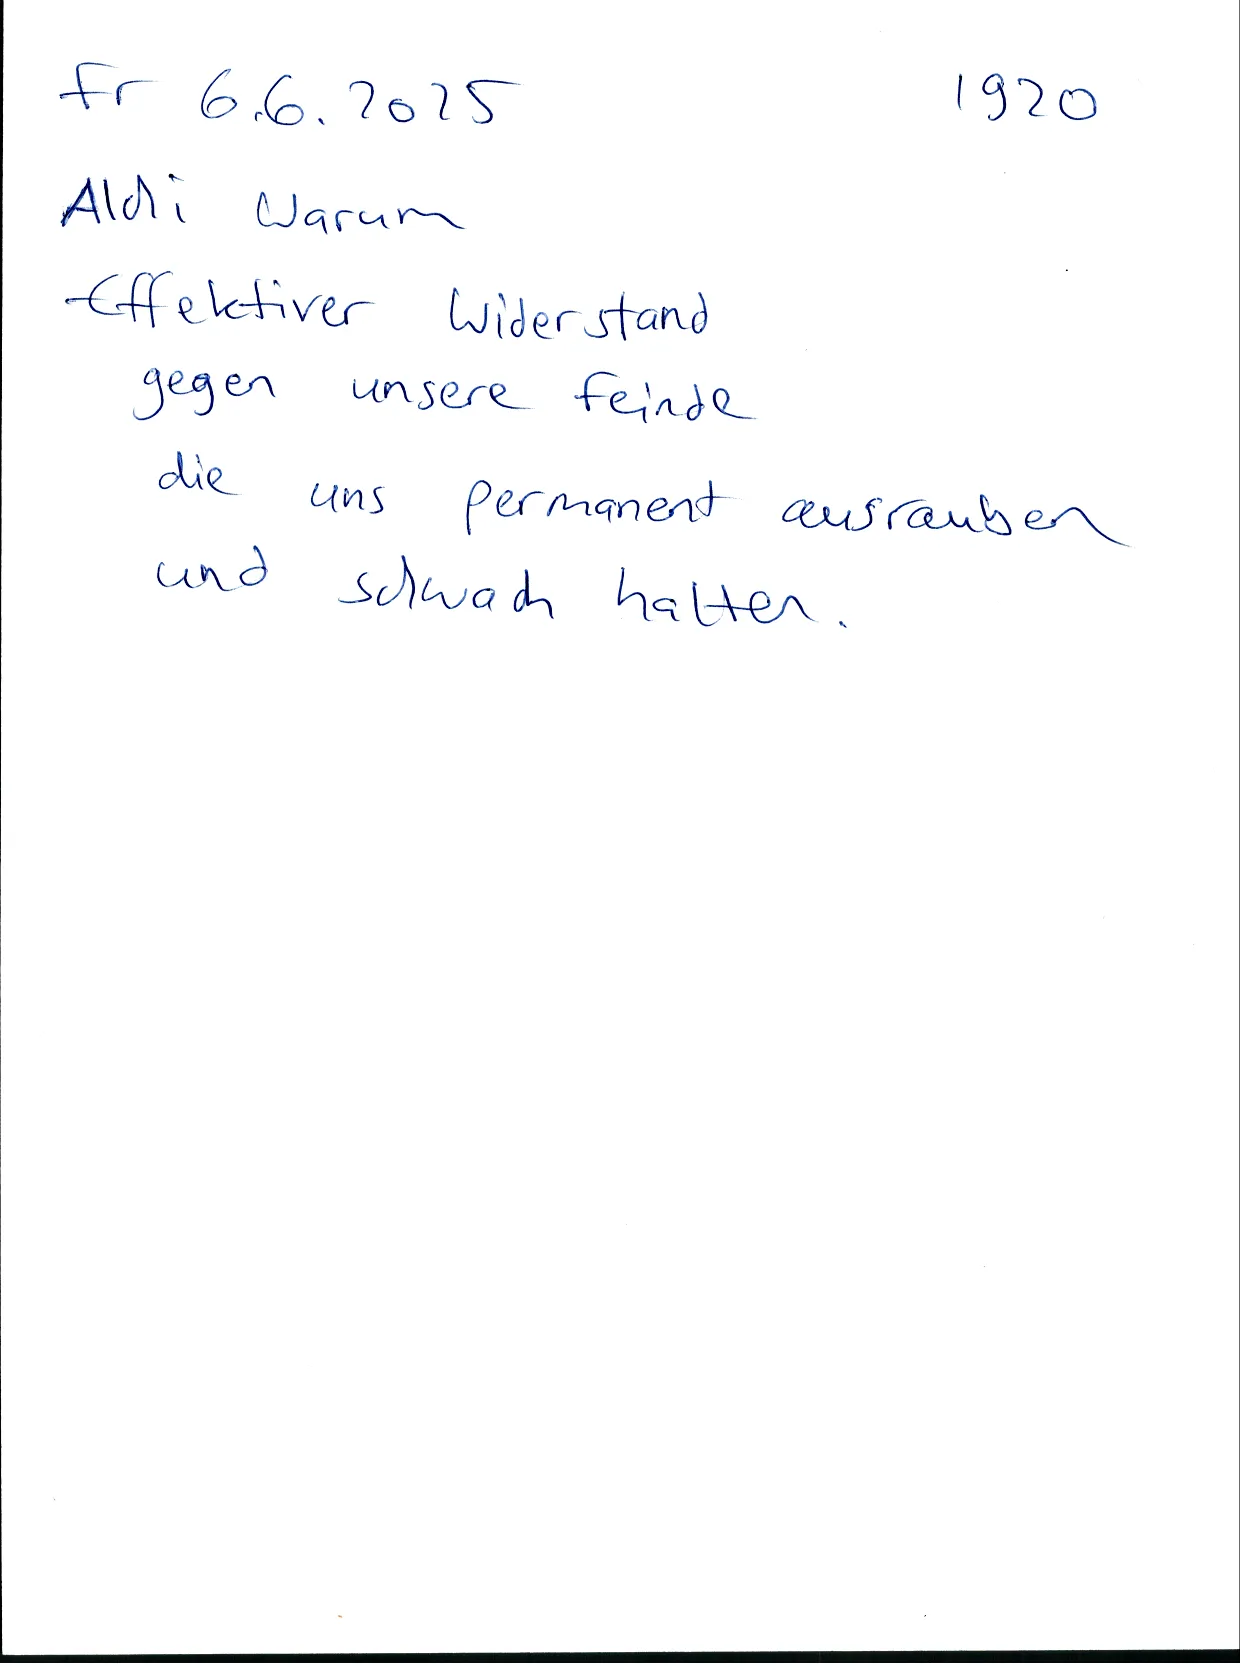 Fr 6.6.2025 1920
Aldi Warum
Effektiver Widerstand
gegen unsere Feinde
die uns permanent ausrauben
und schwach halten.